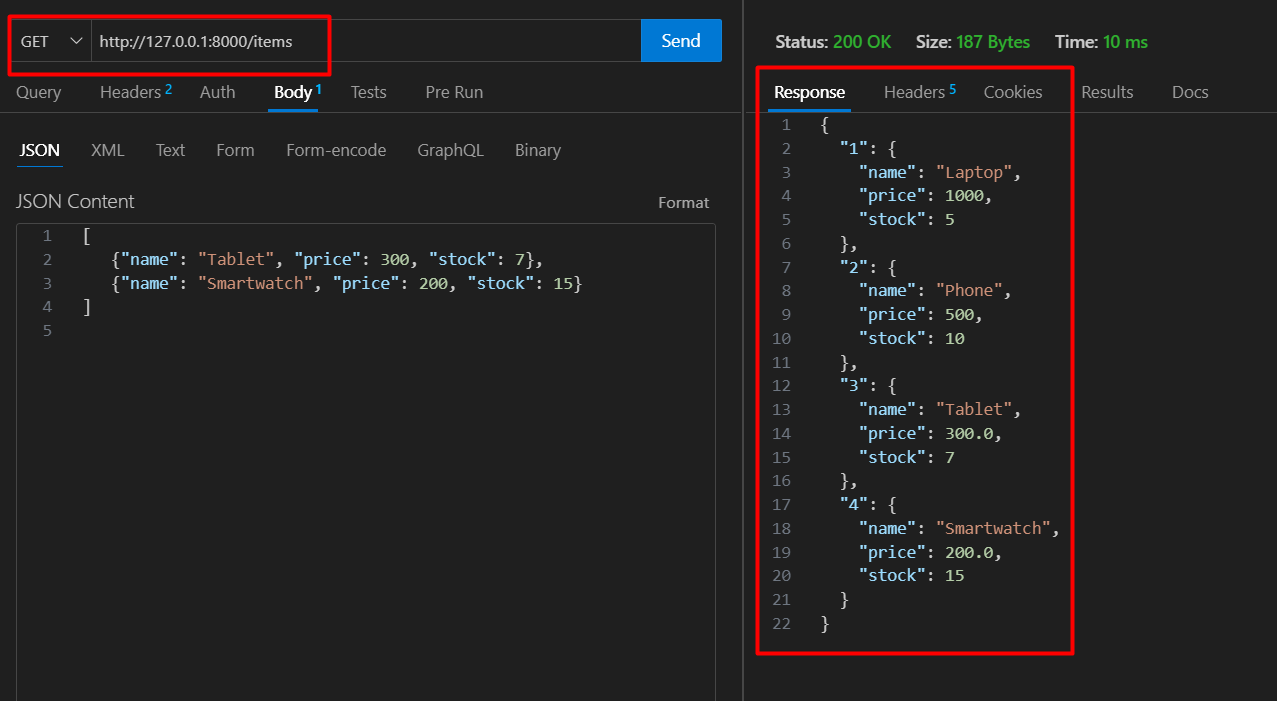 GET http://127.0.0.1:8000/items Send
Query Headers 2 Auth Body 1 Tests Pre Run
JSON XML Text Form Form-encode GraphQL Binary
JSON Content Format
1 [
2 {"name": "Tablet", "price": 300, "stock": 7},
3 {"name": "Smartwatch", "price": 200, "stock": 15}
4 ]
5
Status: 200 OK Size: 187 Bytes Time: 10 ms
Response Headers 5 Cookies Results Docs
1 {
2 "1": {
3 "name": "Laptop",
4 "price": 1000,
5 "stock": 5
6 },
7 "2": {
8 "name": "Phone",
9 "price": 500,
10 "stock": 10
11 },
12 "3": {
13 "name": "Tablet",
14 "price": 300.0,
15 "stock": 7
16 },
17 "4": {
18 "name": "Smartwatch",
19 "price": 200.0,
20 "stock": 15
21 }
22 }